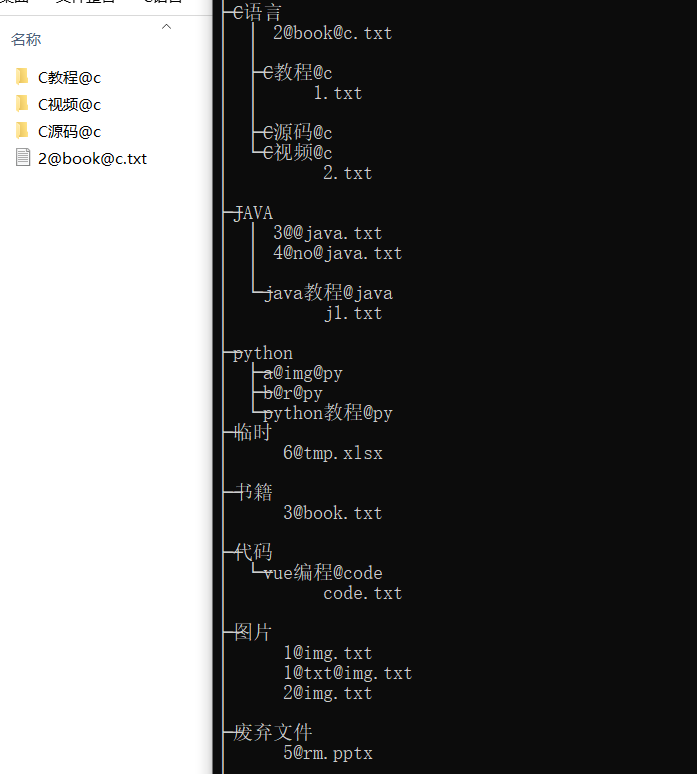 名称
C教程@c
C视频@c
C源码@c
2@book@c.txt
C语言
2@book@c.txt
C教程@c
1.txt
C源码@c
C视频@c
2.txt
JAVA
3@@java.txt
4@no@java.txt
java教程@java
j1.txt
python
a@img@py
b@r@py
python教程@py
临时
6@tmp.xlsx
书籍
3@book.txt
代码
vue编程@code
code.txt
图片
1@img.txt
1@txt@img.txt
2@img.txt
废弃文件
5@rm.pptx